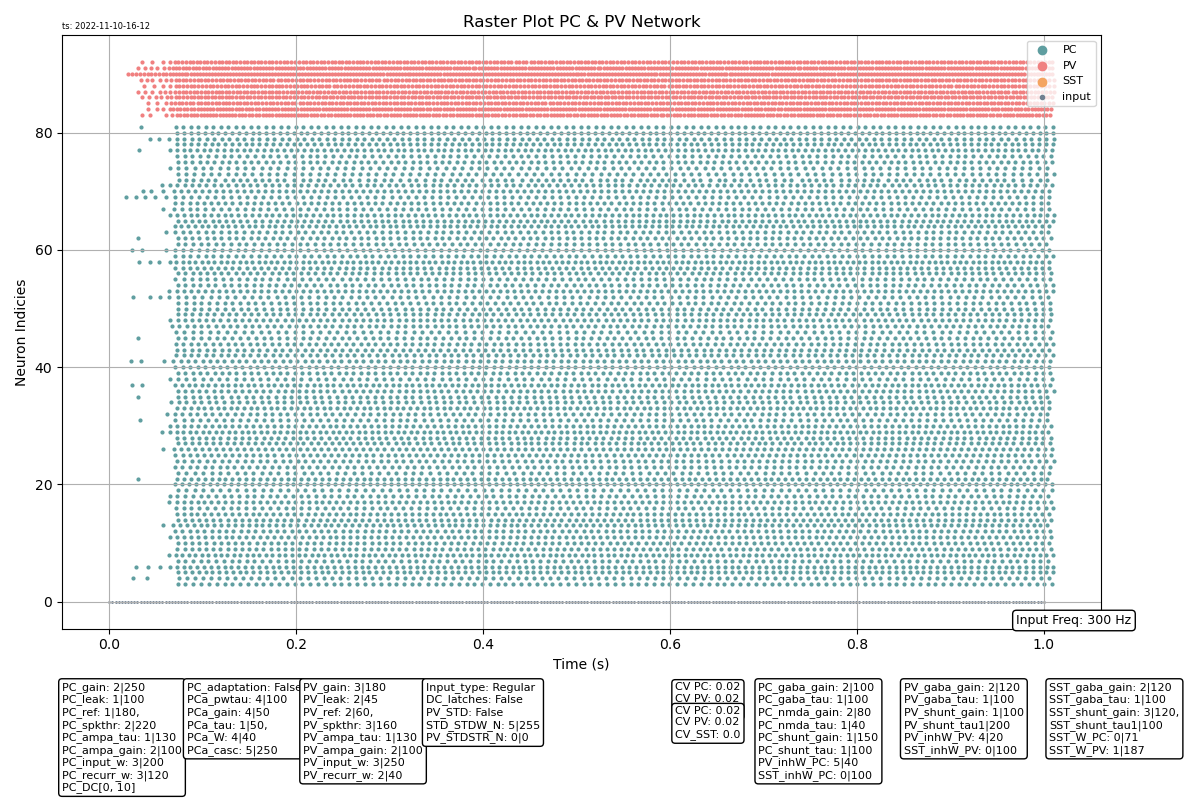 Raster Plot PC & PV Network
ts: 2022-11-10-16-12
PC
PV
SST
input
Neuron Indicies
80
60
40
20
0
0.0
0.2
0.4
0.6
0.8
1.0
Time (s)
Input Freq: 300 Hz
PC_gain: 2|250
PC_leak: 1|100
PC_ref: 1|180,
PC_spkthr: 2|220
PC_ampa_tau: 1|130
PC_ampa_gain: 2|100
PC_input_w: 3|200
PC_recurr_w: 3|120
PC_DC[0, 10]
PC_adaptation: False
PCa_pwtau: 4|100
PCa_gain: 4|50
PCa_tau: 1|50,
PCa_W: 4|40
PCa_casc: 5|250
PV_gain: 3|180
PV_leak: 2|45
PV_ref: 2|60,
PV_spkthr: 3|160
PV_ampa_tau: 1|130
PV_ampa_gain: 2|100
PV_input_w: 3|250
PV_recurr_w: 2|40
Input_type: Regular
DC_latches: False
PV_STD: False
STD_STDW_N: 5|255
PV_STDSTR_N: 0|0
CV PC: 0.02
CV PV: 0.02
CV PC: 0.02
CV PV: 0.02
CV_SST: 0.0
PC_gaba_gain: 2|100
PC_gaba_tau: 1|100
PC_nmda_gain: 2|80
PC_nmda_tau: 1|40
PC_shunt_gain: 1|150
PC_shunt_tau: 1|100
PV_inhW_PC: 5|40
SST_inhW_PC: 0|100
PV_gaba_gain: 2|120
PV_gaba_tau: 1|100
PV_shunt_gain: 1|100
PV_shunt_tau1|200
PV_inhW_PV: 4|20
SST_inhW_PV: 0|100
SST_gaba_gain: 2|120
SST_gaba_tau: 1|100
SST_shunt_gain: 3|120,
SST_shunt_tau: 1|100
SST_W_PC: 0|71
SST_W_PV: 1|187